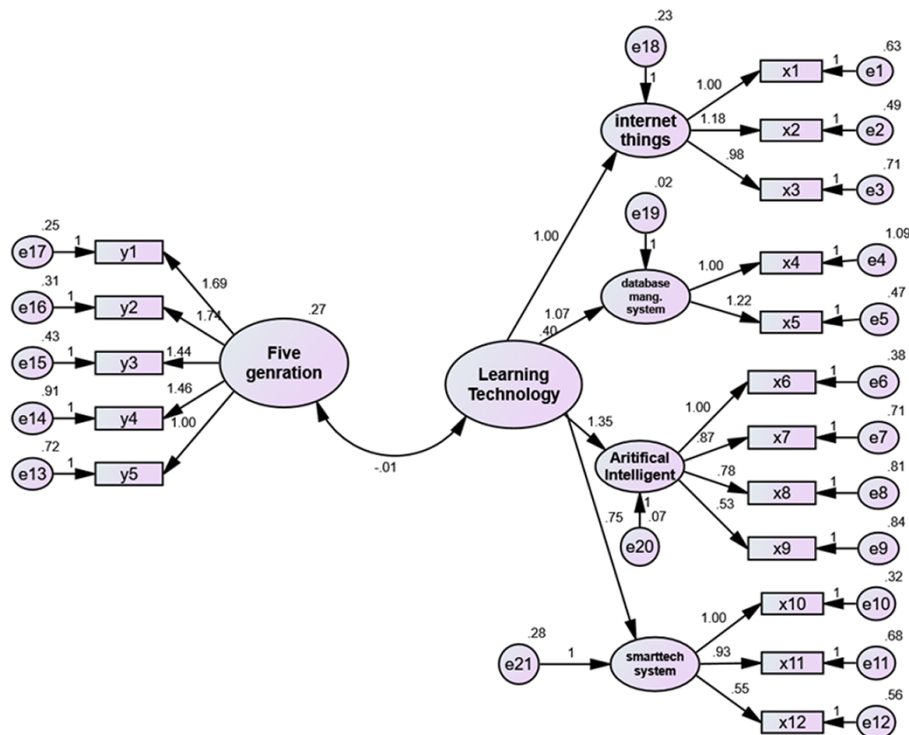 .23
e18
1
internet
things
1.00
x1
1
.63
e1
1.18
x2
1
.49
e2
.98
x3
1
.71
e3
.02
e19
1
1.00
database
mang.
system
1.00
x4
1
1.09
e4
1.22
x5
1
.47
e5
.25
e17
1
y1
1.69
.31
e16
1
y2
1.74
.43
e15
1
y3
1.44
.91
e14
1
y4
1.46
.72
e13
1
y5
1.00
.27
Five
genration
-.01
.40
Learning
Technology
1.07
1.35
Aritifical
Intelligent
1
.07
e20
1.00
x6
1
.38
e6
.87
x7
1
.71
e7
.78
x8
1
.81
e8
.53
x9
1
.84
e9
.75
.28
e21
1
smarttech
system
1.00
x10
1
.32
e10
.93
x11
1
.68
e11
.55
x12
1
.56
e12